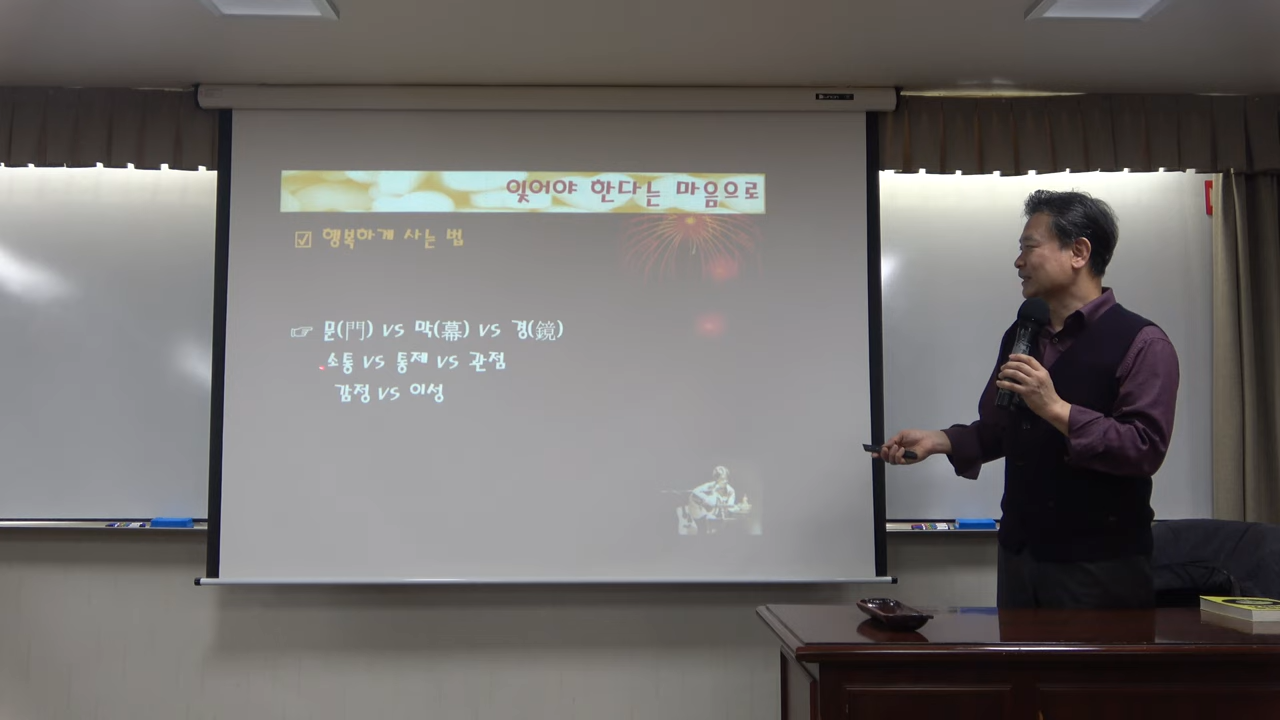 잊어야 한다는 마음으로
☑ 행복하게 사는 법
☞ 문(門) vs 막(幕) vs 경(鏡)
소통 vs 통제 vs 관점
감정 vs 이성